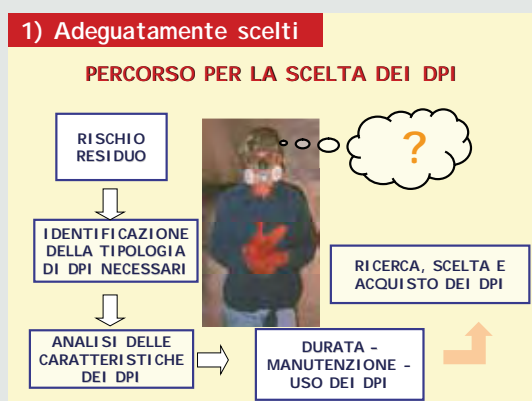 1) Adeguatamente scelti
PERCORSO PER LA SCELTA DEI DPI
RISCHIO
RESIDUO
?
IDENTIFICAZIONE
DELLA TIPOLOGIA
DI DPI NECESSARI
ANALISI DELLE
CARATTERISTICHE
DEI DPI
DURATA –
MANUTENZIONE –
USO DEI DPI
RICERCA, SCELTA E
ACQUISTO DEI DPI